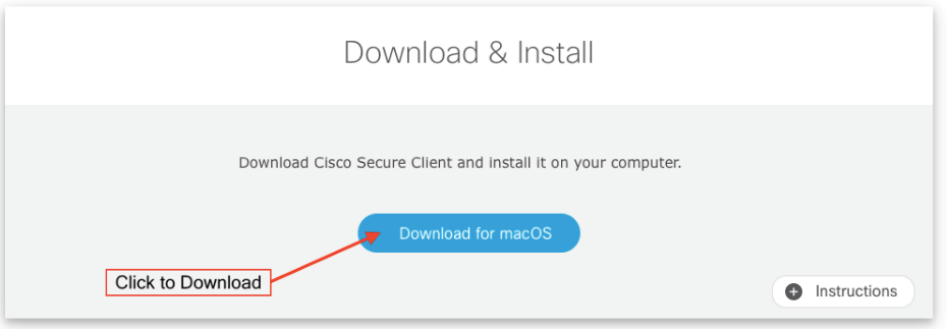 Download & Install
Download Cisco Secure Client and install it on your computer.
Download for macOS
Click to Download
Instructions